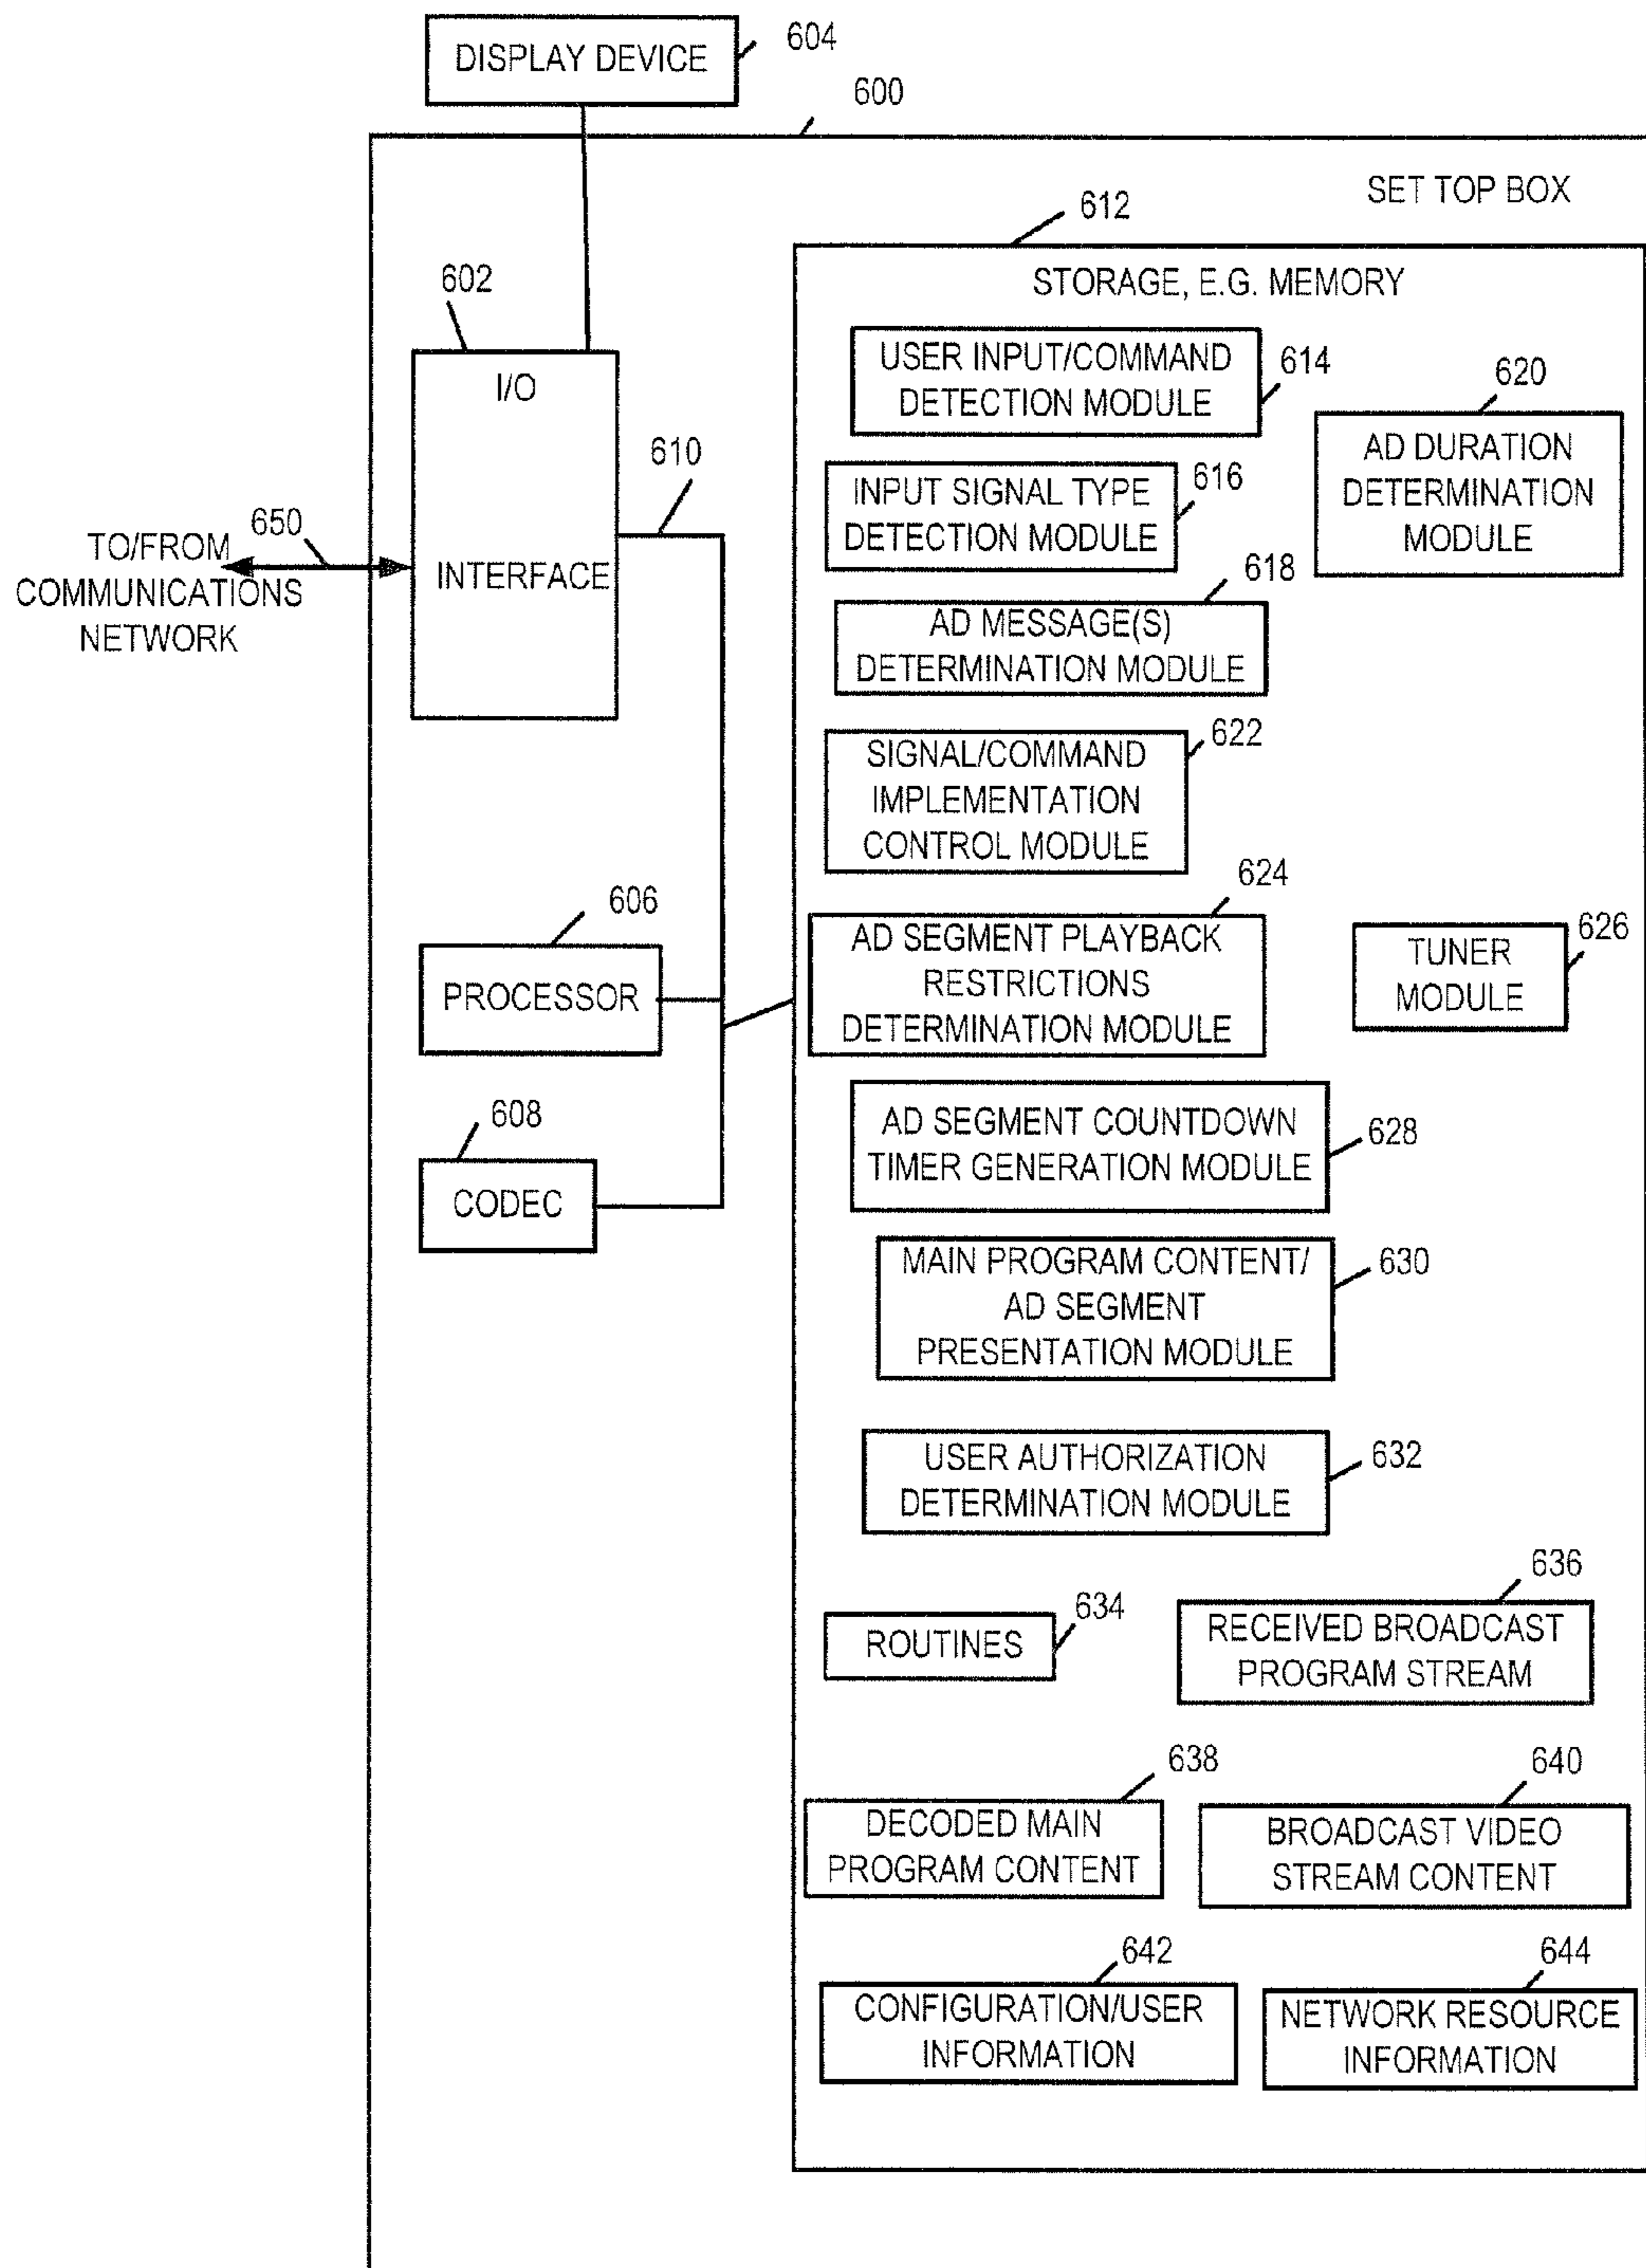 DISPLAY DEVICE
604
600
SET TOP BOX
612
STORAGE, E.G. MEMORY
602
I/O
INTERFACE
610
650
TO/FROM
COMMUNICATIONS
NETWORK
606
PROCESSOR
608
CODEC
USER INPUT/COMMAND
DETECTION MODULE
614
620
AD DURATION
DETERMINATION
MODULE
INPUT SIGNAL TYPE
DETECTION MODULE
616
618
AD MESSAGE(S)
DETERMINATION MODULE
622
SIGNAL/COMMAND
IMPLEMENTATION
CONTROL MODULE
624
AD SEGMENT PLAYBACK
RESTRICTIONS
DETERMINATION MODULE
TUNER
MODULE
626
AD SEGMENT COUNTDOWN
TIMER GENERATION MODULE
628
MAIN PROGRAM CONTENT/
AD SEGMENT
PRESENTATION MODULE
630
USER AUTHORIZATION
DETERMINATION MODULE
632
ROUTINES
634
636
RECEIVED BROADCAST
PROGRAM STREAM
638
DECODED MAIN
PROGRAM CONTENT
640
BROADCAST VIDEO
STREAM CONTENT
642
CONFIGURATION/USER
INFORMATION
644
NETWORK RESOURCE
INFORMATION